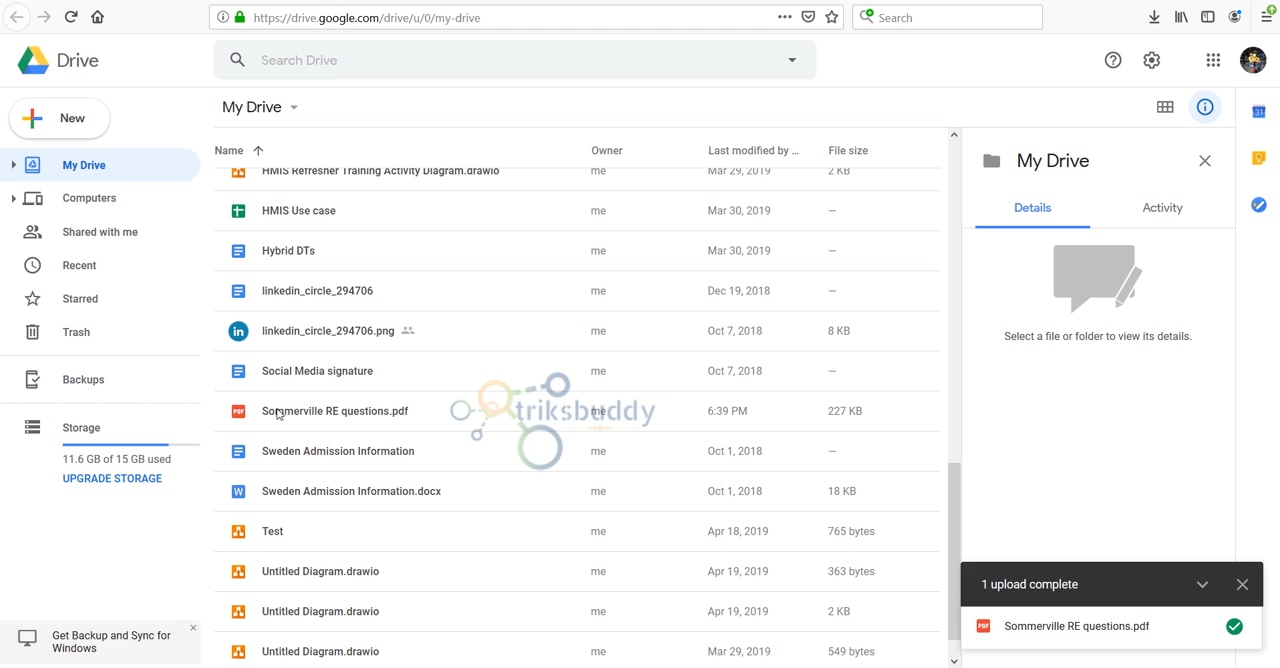 https://drive.google.com/drive/u/0/my-drive
Search
Drive
Search Drive
New
My Drive
Computers
Shared with me
Recent
Starred
Trash
Backups
Storage
11.6 GB of 15 GB used
UPGRADE STORAGE
Get Backup and Sync for
Windows
My Drive
Name Owner Last modified by ... File size
HMIS Refresher Training Activity Diagram.drawio me Mar 29, 2019 2 KB
HMIS Use case me Mar 30, 2019 —
Hybrid DTs me Mar 30, 2019 —
linkedin_circle_294706 me Dec 19, 2018 —
in linkedin_circle_294706.png me Oct 7, 2018 8 KB
Social Media signature me Oct 7, 2018 —
PDF Sommerville RE questions.pdf me 6:39 PM 227 KB
triksbuddy
Sweden Admission Information me Oct 1, 2018 —
W Sweden Admission Information.docx me Oct 1, 2018 18 KB
Test me Apr 18, 2019 765 bytes
Untitled Diagram.drawio me Apr 19, 2019 363 bytes
Untitled Diagram.drawio me Apr 19, 2019 2 KB
Untitled Diagram.drawio me Mar 29, 2019 549 bytes
My Drive
Details Activity
Select a file or folder to view its details.
1 upload complete
PDF Sommerville RE questions.pdf
31